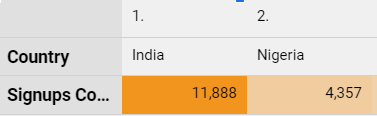 1. 2.
Country India Nigeria
Signups Co... 11,888 4,357